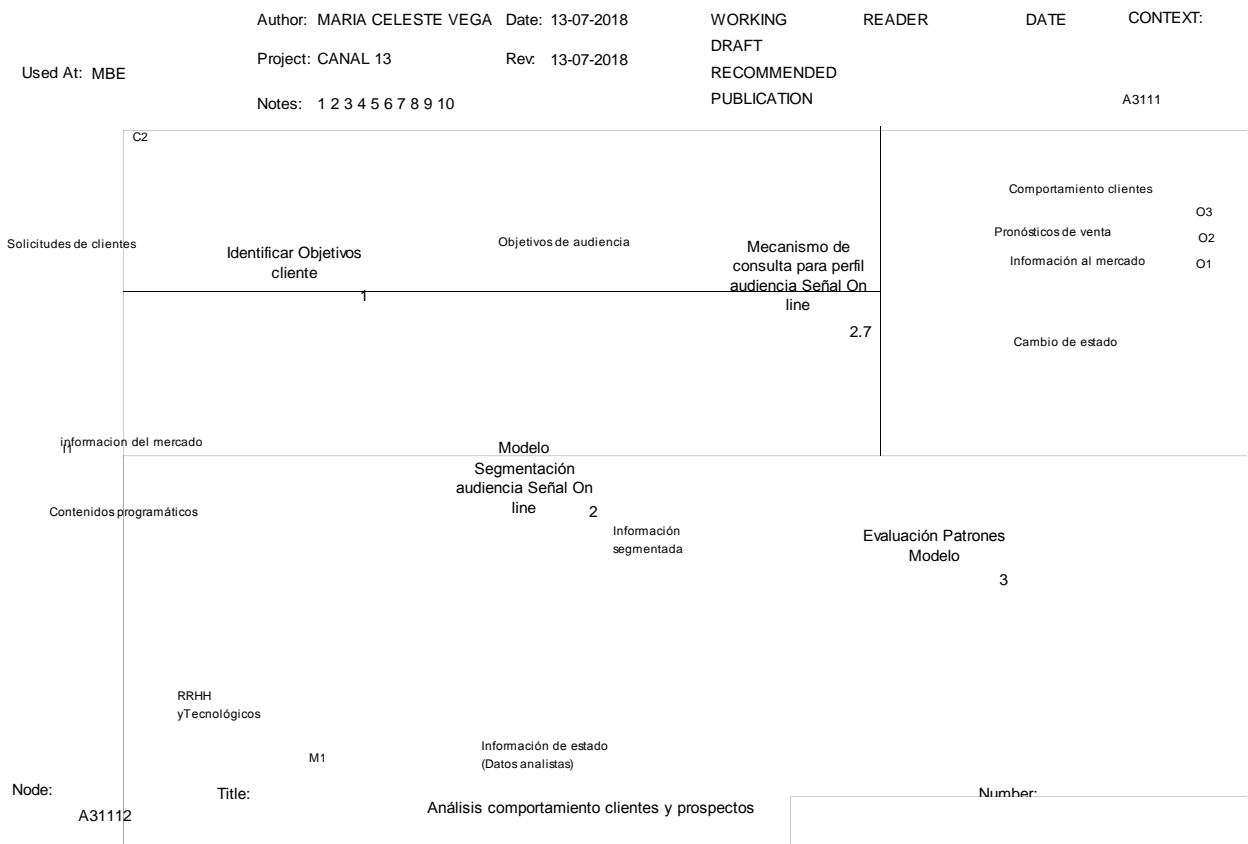 Author: MARIA CELESTE VEGA Date: 13-07-2018 WORKING READER DATE CONTEXT:
DRAFT
Project: CANAL 13 Rev: 13-07-2018
Used At: MBE RECOMMENDED
Notes: 1 2 3 4 5 6 7 8 9 10 PUBLICATION A3111
C2
Comportamiento clientes
O3
Pronósticos de venta O2
Solicitudes de clientes
Identificar Objetivos
cliente
1
Objetivos de audiencia
Mecanismo de
consulta para perfil
audiencia Señal On
line
2.7
Información al mercado O1
Cambio de estado
informacion del mercado
I1
Modelo
Segmentación
audiencia Señal On
line 2
Contenidos programáticos
Información
segmentada
Evaluación Patrones
Modelo
3
RRHH
yTecnológicos
M1
Información de estado
(Datos analistas)
Node: Title: Number:
A31112 Análisis comportamiento clientes y prospectos